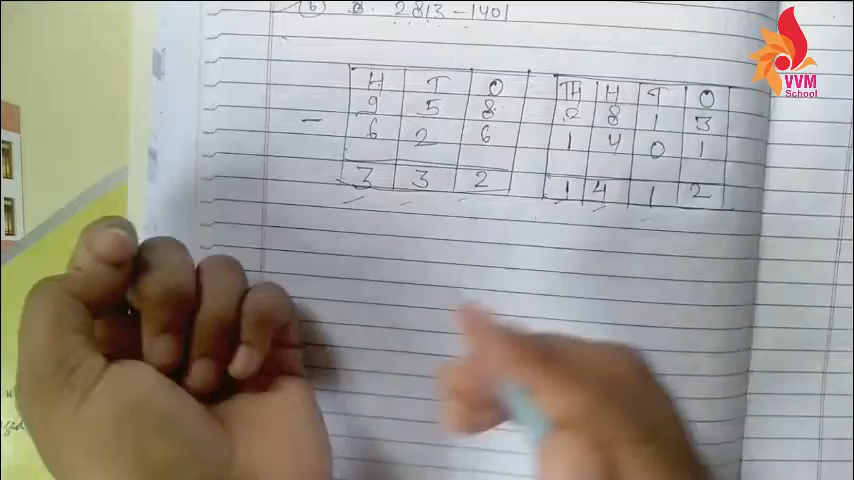 (b) 2813-1401
H T O TH H T O
9 5 8 2 8 1 3
- 6 2 6 1 4 0 1
3 3 2 1 4 1 2
VVM
School